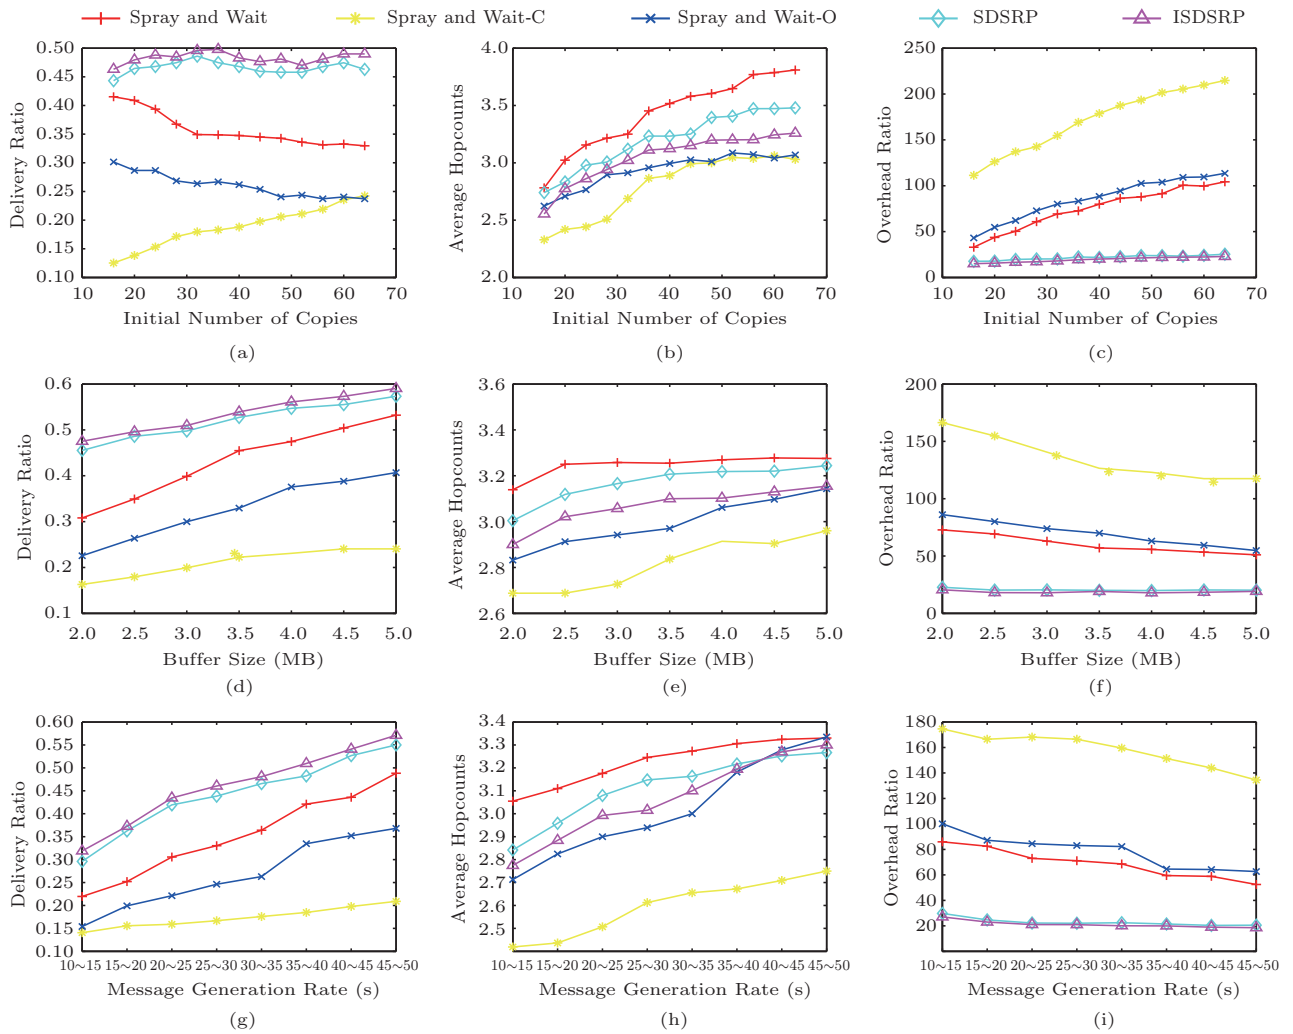 Spray and Wait
Spray and Wait-C
Spray and Wait-O
SDSRP
ISDSRP
Delivery Ratio
0.50
0.45
0.40
0.35
0.30
0.25
0.20
0.15
0.10
10 20 30 40 50 60 70
Initial Number of Copies
(a)
Average Hopcounts
4.0
3.5
3.0
2.5
2.0
10 20 30 40 50 60 70
Initial Number of Copies
(b)
Overhead Ratio
250
200
150
100
50
0
10 20 30 40 50 60 70
Initial Number of Copies
(c)
Delivery Ratio
0.6
0.5
0.4
0.3
0.2
0.1
2.0 2.5 3.0 3.5 4.0 4.5 5.0
Buffer Size (MB)
(d)
Average Hopcounts
3.6
3.4
3.2
3.0
2.8
2.6
2.0 2.5 3.0 3.5 4.0 4.5 5.0
Buffer Size (MB)
(e)
Overhead Ratio
200
150
100
50
0
2.0 2.5 3.0 3.5 4.0 4.5 5.0
Buffer Size (MB)
(f)
Delivery Ratio
0.60
0.55
0.50
0.45
0.40
0.35
0.30
0.25
0.20
0.15
0.10
10~15 15~20 20~25 25~30 30~35 35~40 40~45 45~50
Message Generation Rate (s)
(g)
Average Hopcounts
3.4
3.3
3.2
3.1
3.0
2.9
2.8
2.7
2.6
2.5
10~15 15~20 20~25 25~30 30~35 35~40 40~45 45~50
Message Generation Rate (s)
(h)
Overhead Ratio
180
160
140
120
100
80
60
40
20
10~15 15~20 20~25 25~30 30~35 35~40 40~45 45~50
Message Generation Rate (s)
(i)